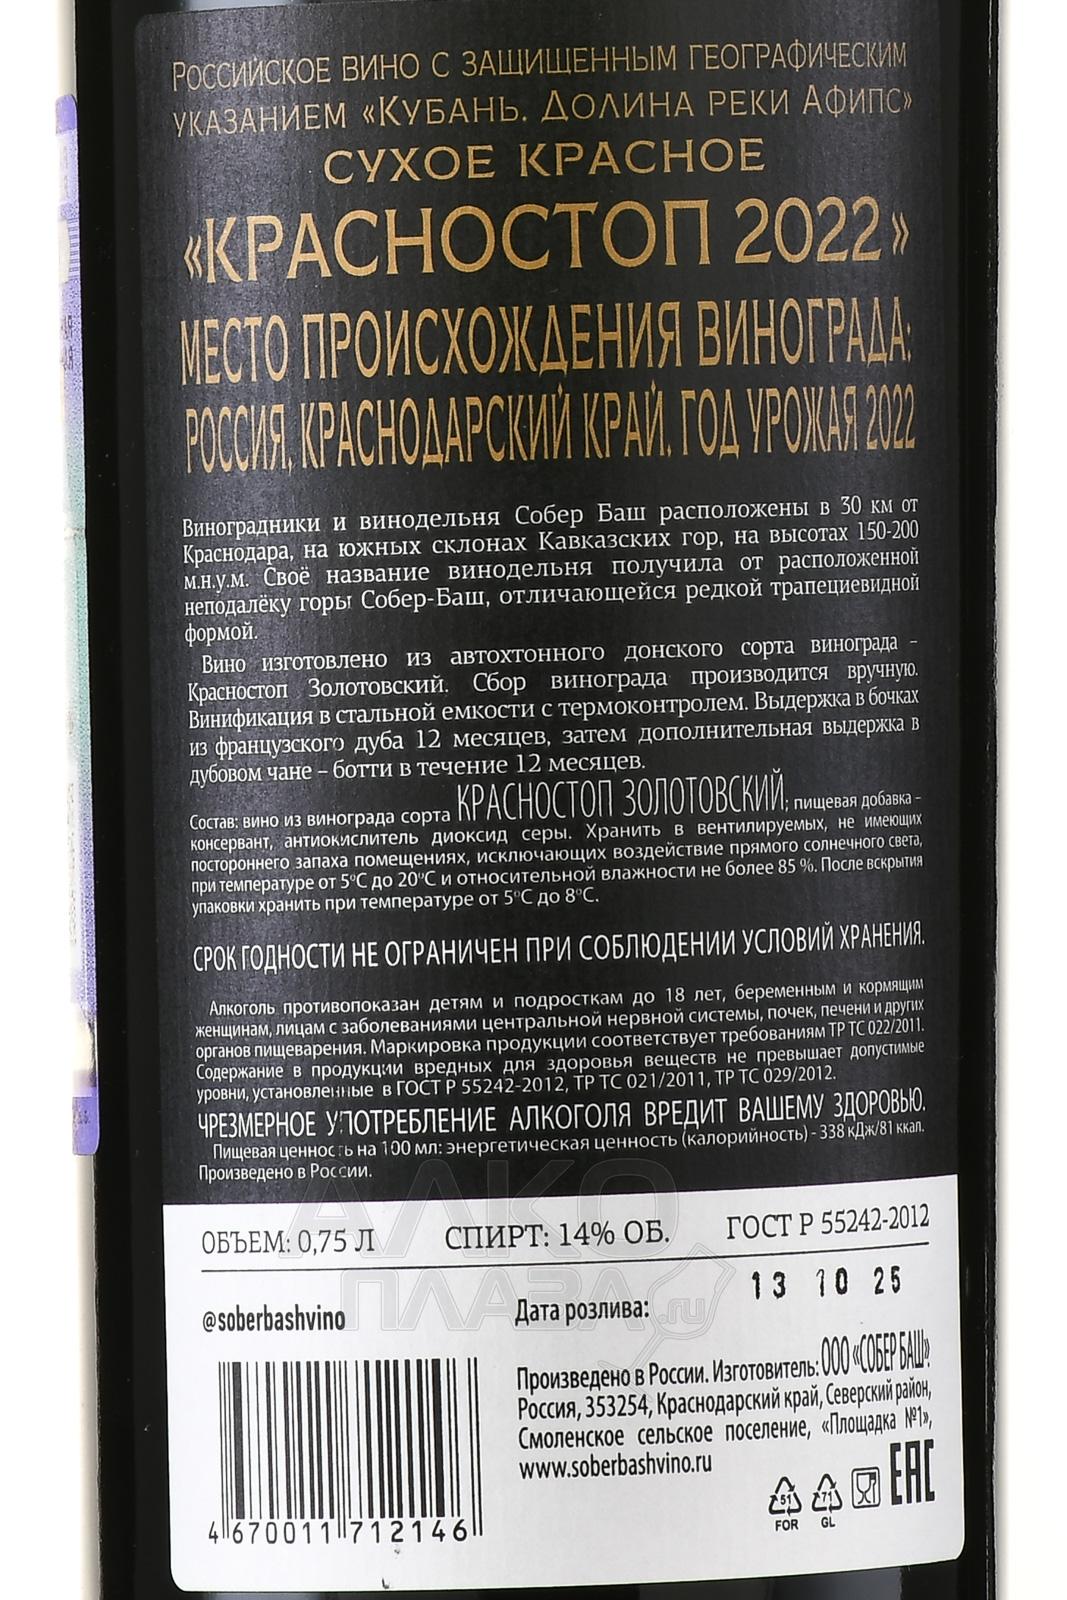 Российское вино с защищенным географическим
указанием «Кубань. Долина реки Афипс»
СУХОЕ КРАСНОЕ
«КРАСНОСТОП 2022»
МЕСТО ПРОИСХОЖДЕНИЯ ВИНОГРАДА:
РОССИЯ, КРАСНОДАРСКИЙ КРАЙ. ГОД УРОЖАЯ 2022
Виноградники и винодельня Собер Баш расположены в 30 км от
Краснодара, на южных склонах Кавказских гор, на высотах 150-200
м.н.у.м. Своё название винодельня получила от расположенной
неподалёку горы Собер-Баш, отличающейся редкой трапециевидной
формой.
Вино изготовлено из автохтонного донского сорта винограда –
Красностоп Золотовский. Сбор винограда производится вручную.
Винификация в стальной емкости с термоконтролем. Выдержка в бочках
из французского дуба 12 месяцев, затем дополнительная выдержка в
дубовом чане – ботти в течение 12 месяцев.
Состав: вино из винограда сорта КРАСНОСТОП ЗОЛОТОВСКИЙ; пищевая добавка –
консервант, антиокислитель диоксид серы. Хранить в вентилируемых, не имеющих
постороннего запаха помещениях, исключающих воздействие прямого солнечного света,
при температуре от 5°С до 20°С и относительной влажности не более 85 %. После вскрытия
упаковки хранить при температуре от 5°С до 8°С.
СРОК ГОДНОСТИ НЕ ОГРАНИЧЕН ПРИ СОБЛЮДЕНИИ УСЛОВИЙ ХРАНЕНИЯ.
Алкоголь противопоказан детям и подросткам до 18 лет, беременным и кормящим
женщинам, лицам с заболеваниями центральной нервной системы, почек, печени и других
органов пищеварения. Маркировка продукции соответствует требованиям ТР ТС 022/2011.
Содержание в продукции вредных для здоровья веществ не превышает допустимые
уровни, установленные в ГОСТ Р 55242-2012, ТР ТС 021/2011, ТР ТС 029/2012.
ЧРЕЗМЕРНОЕ УПОТРЕБЛЕНИЕ АЛКОГОЛЯ ВРЕДИТ ВАШЕМУ ЗДОРОВЬЮ.
Пищевая ценность на 100 мл: энергетическая ценность (калорийность) - 338 кДж/81 ккал.
Произведено в России.
ОБЪЕМ: 0,75 Л СПИРТ: 14% ОБ. ГОСТ Р 55242-2012
13 10 25
@soberbashvino Дата розлива:
Произведено в России. Изготовитель: ООО «СОБЕР БАШ».
Россия, 353254, Краснодарский край, Северский район,
Смоленское сельское поселение, «Площадка №1»,
www.soberbashvino.ru
EAC
51 71
FOR GL
4 670011 712146
АЛКО
ПЛАЗА.ru